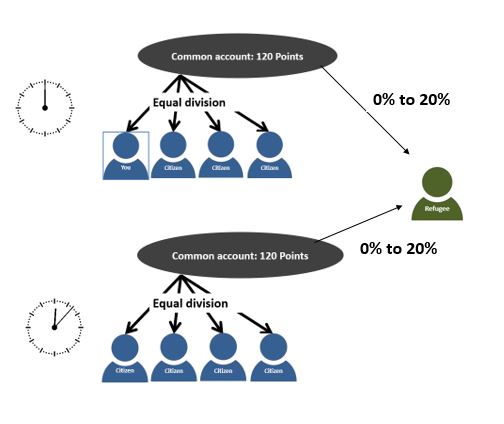 Common account: 120 Points
0% to 20%
Equal division
You
Citizen
Citizen
Citizen
Refugee
Common account: 120 Points
0% to 20%
Equal division
Citizen
Citizen
Citizen
Citizen